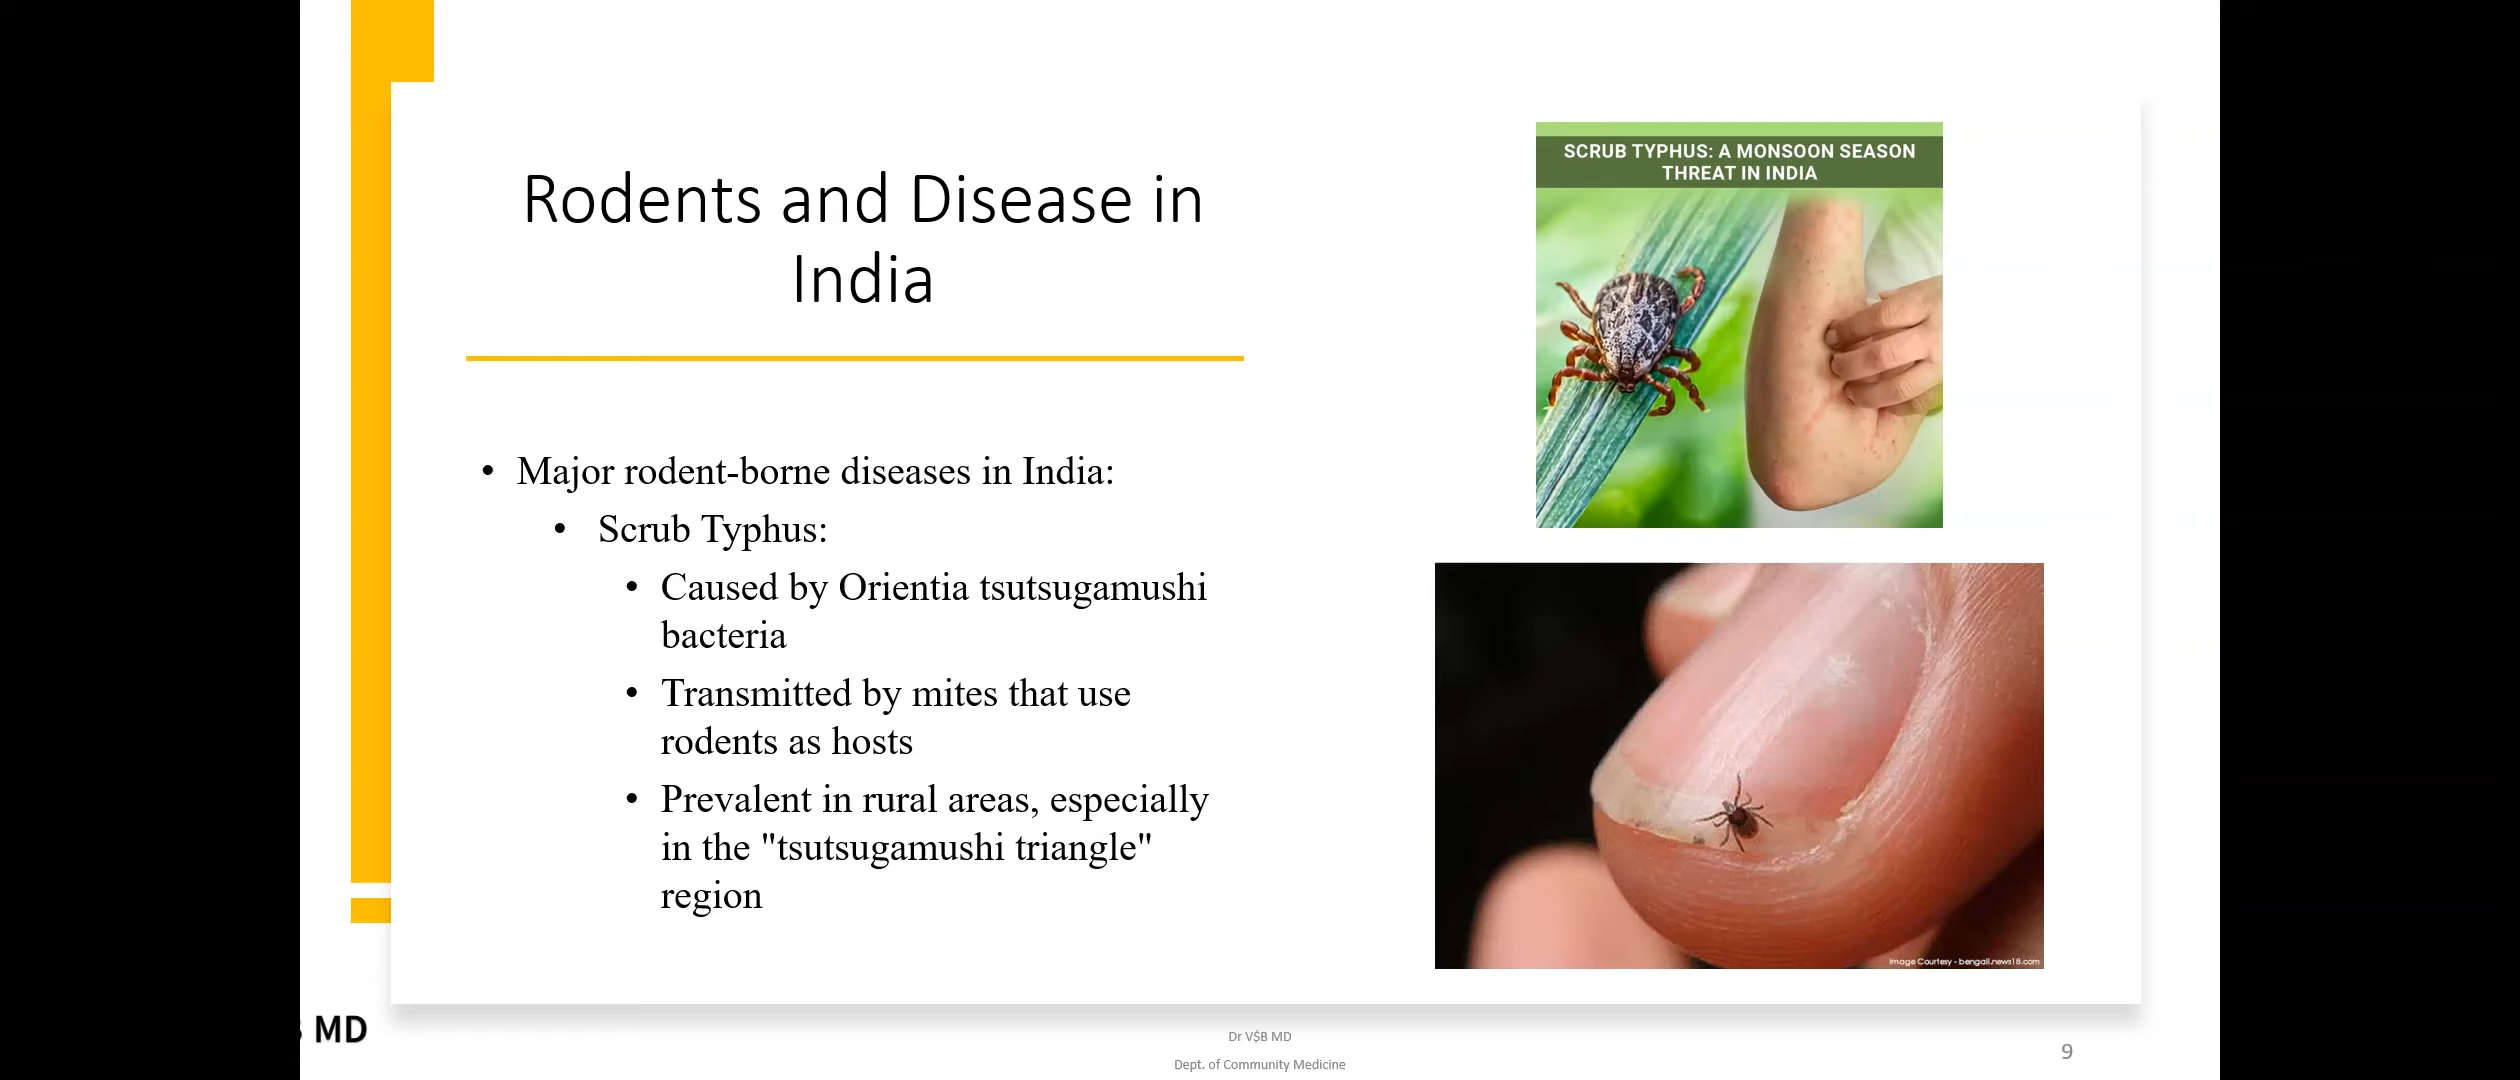 SCRUB TYPHUS: A MONSOON SEASON
THREAT IN INDIA
Rodents and Disease in
India
• Major rodent-borne diseases in India:
• Scrub Typhus:
• Caused by Orientia tsutsugamushi
bacteria
• Transmitted by mites that use
rodents as hosts
• Prevalent in rural areas, especially
in the "tsutsugamushi triangle"
region
Image Courtesy - bengali.news18.com
MD
Dr V$B MD
Dept. of Community Medicine
9